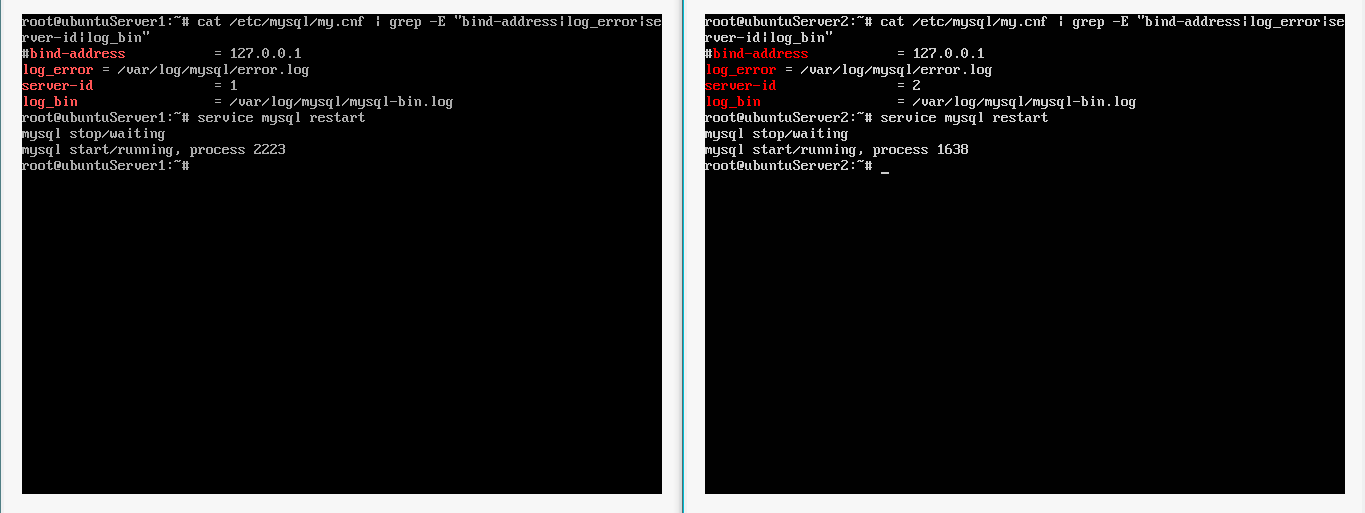 root@ubuntuServer1:~# cat /etc/mysql/my.cnf | grep -E "bind-address|log_error|se
rver-id|log_bin"
#bind-address           = 127.0.0.1
log_error = /var/log/mysql/error.log
server-id               = 1
log_bin                 = /var/log/mysql/mysql-bin.log
root@ubuntuServer1:~# service mysql restart
mysql stop/waiting
mysql start/running, process 2223
root@ubuntuServer1:~#
root@ubuntuServer2:~# cat /etc/mysql/my.cnf | grep -E "bind-address|log_error|se
rver-id|log_bin"
#bind-address           = 127.0.0.1
log_error = /var/log/mysql/error.log
server-id               = 2
log_bin                 = /var/log/mysql/mysql-bin.log
root@ubuntuServer2:~# service mysql restart
mysql stop/waiting
mysql start/running, process 1638
root@ubuntuServer2:~# _